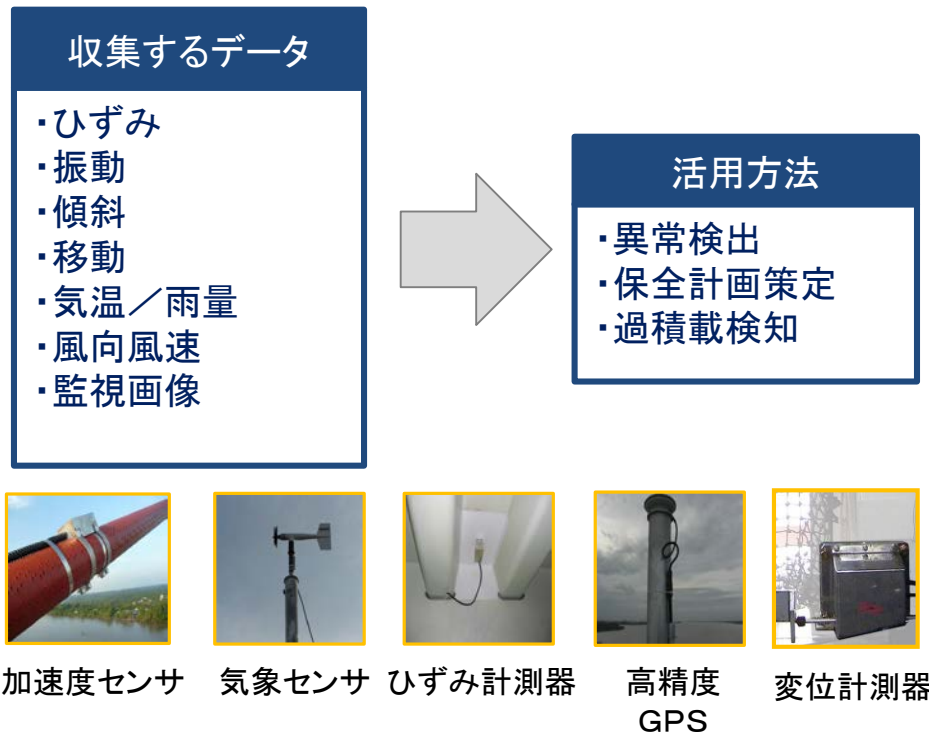 収集するデータ
・ひずみ
・振動
・傾斜
・移動
・気温／雨量
・風向風速
・監視画像
活用方法
・異常検出
・保全計画策定
・過積載検知
加速度センサ
気象センサ
ひずみ計測器
高精度
GPS
変位計測器